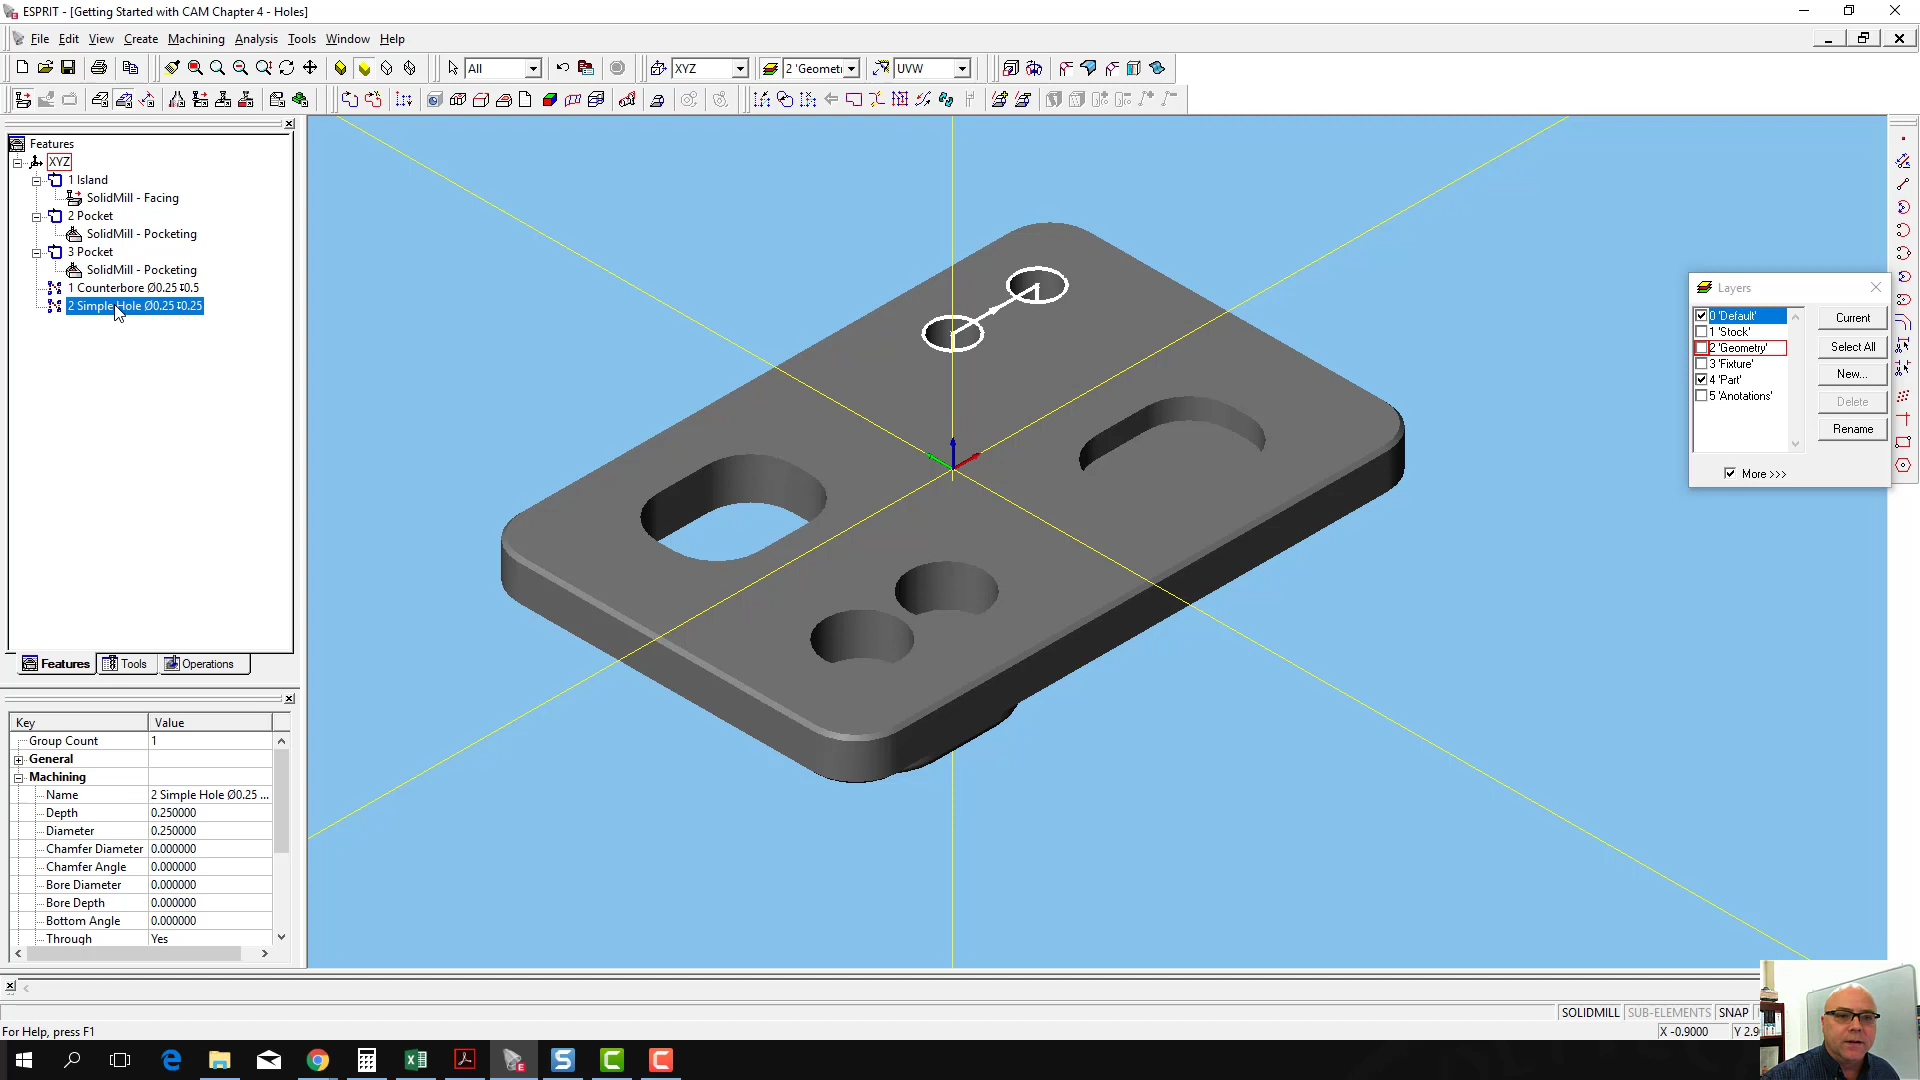 ESPRIT - [Getting Started with CAM Chapter 4 - Holes]
File Edit View Create Machining Analysis Tools Window Help
All XYZ 2 'Geometr UVW
Features
XYZ
1 Island
SolidMill - Facing
2 Pocket
SolidMill - Pocketing
3 Pocket
SolidMill - Pocketing
1 Counterbore Ø0.25 ↧0.5
2 Simple Hole Ø0.25 ↧0.25
Features Tools Operations
Key Value
Group Count 1
General
Machining
Name 2 Simple Hole Ø0.25 ...
Depth 0.250000
Diameter 0.250000
Chamfer Diameter 0.000000
Chamfer Angle 0.000000
Bore Diameter 0.000000
Bore Depth 0.000000
Bottom Angle 0.000000
Through Yes
Layers
0 'Default' Current
1 'Stock'
2 'Geometry' Select All
3 'Fixture'
4 'Part' New...
5 'Anotations' Delete
Rename
More >>>
SOLIDMILL SUB-ELEMENTS SNAP
For Help, press F1 X -0.9000 Y 2.9